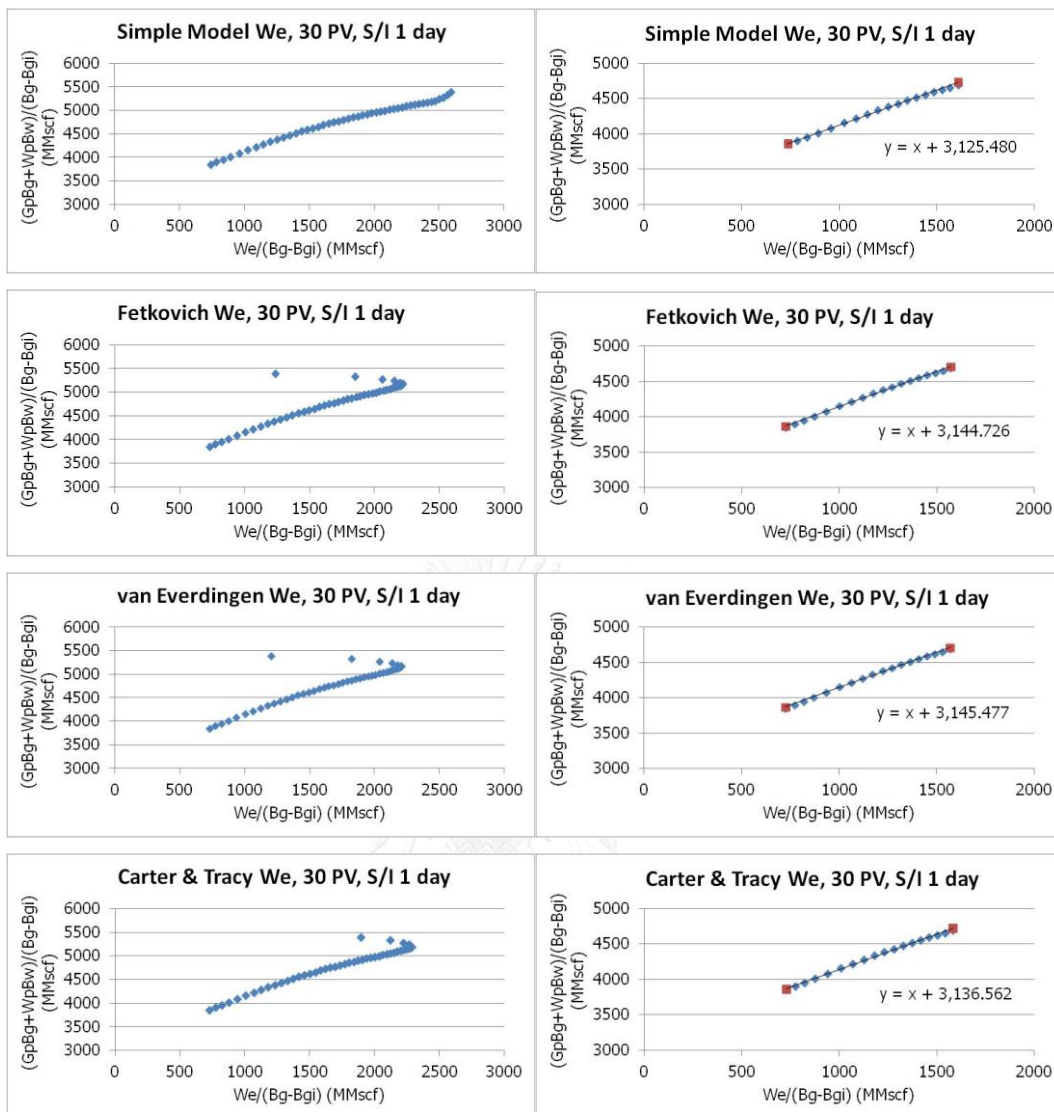 Simple Model We, 30 PV, S/I 1 day
(GpBg+WpBw)/(Bg-Bgi)
(MMscf)
6000
5500
5000
4500
4000
3500
3000
0 500 1000 1500 2000 2500 3000
We/(Bg-Bgi) (MMscf)
Simple Model We, 30 PV, S/I 1 day
(GpBg+WpBw)/(Bg-Bgi)
(MMscf)
5000
4500
4000
3500
3000
y = x + 3,125.480
0 500 1000 1500 2000
We/(Bg-Bgi) (MMscf)
Fetkovich We, 30 PV, S/I 1 day
(GpBg+WpBw)/(Bg-Bgi)
(MMscf)
6000
5500
5000
4500
4000
3500
3000
0 500 1000 1500 2000 2500 3000
We/(Bg-Bgi) (MMscf)
Fetkovich We, 30 PV, S/I 1 day
(GpBg+WpBw)/(Bg-Bgi)
(MMscf)
5000
4500
4000
3500
3000
y = x + 3,144.726
0 500 1000 1500 2000
We/(Bg-Bgi) (MMscf)
van Everdingen We, 30 PV, S/I 1 day
(GpBg+WpBw)/(Bg-Bgi)
(MMscf)
6000
5500
5000
4500
4000
3500
3000
0 500 1000 1500 2000 2500 3000
We/(Bg-Bgi) (MMscf)
van Everdingen We, 30 PV, S/I 1 day
(GpBg+WpBw)/(Bg-Bgi)
(MMscf)
5000
4500
4000
3500
3000
y = x + 3,145.477
0 500 1000 1500 2000
We/(Bg-Bgi) (MMscf)
Carter & Tracy We, 30 PV, S/I 1 day
(GpBg+WpBw)/(Bg-Bgi)
(MMscf)
6000
5500
5000
4500
4000
3500
3000
0 500 1000 1500 2000 2500 3000
We/(Bg-Bgi) (MMscf)
Carter & Tracy We, 30 PV, S/I 1 day
(GpBg+WpBw)/(Bg-Bgi)
(MMscf)
5000
4500
4000
3500
3000
y = x + 3,136.562
0 500 1000 1500 2000
We/(Bg-Bgi) (MMscf)